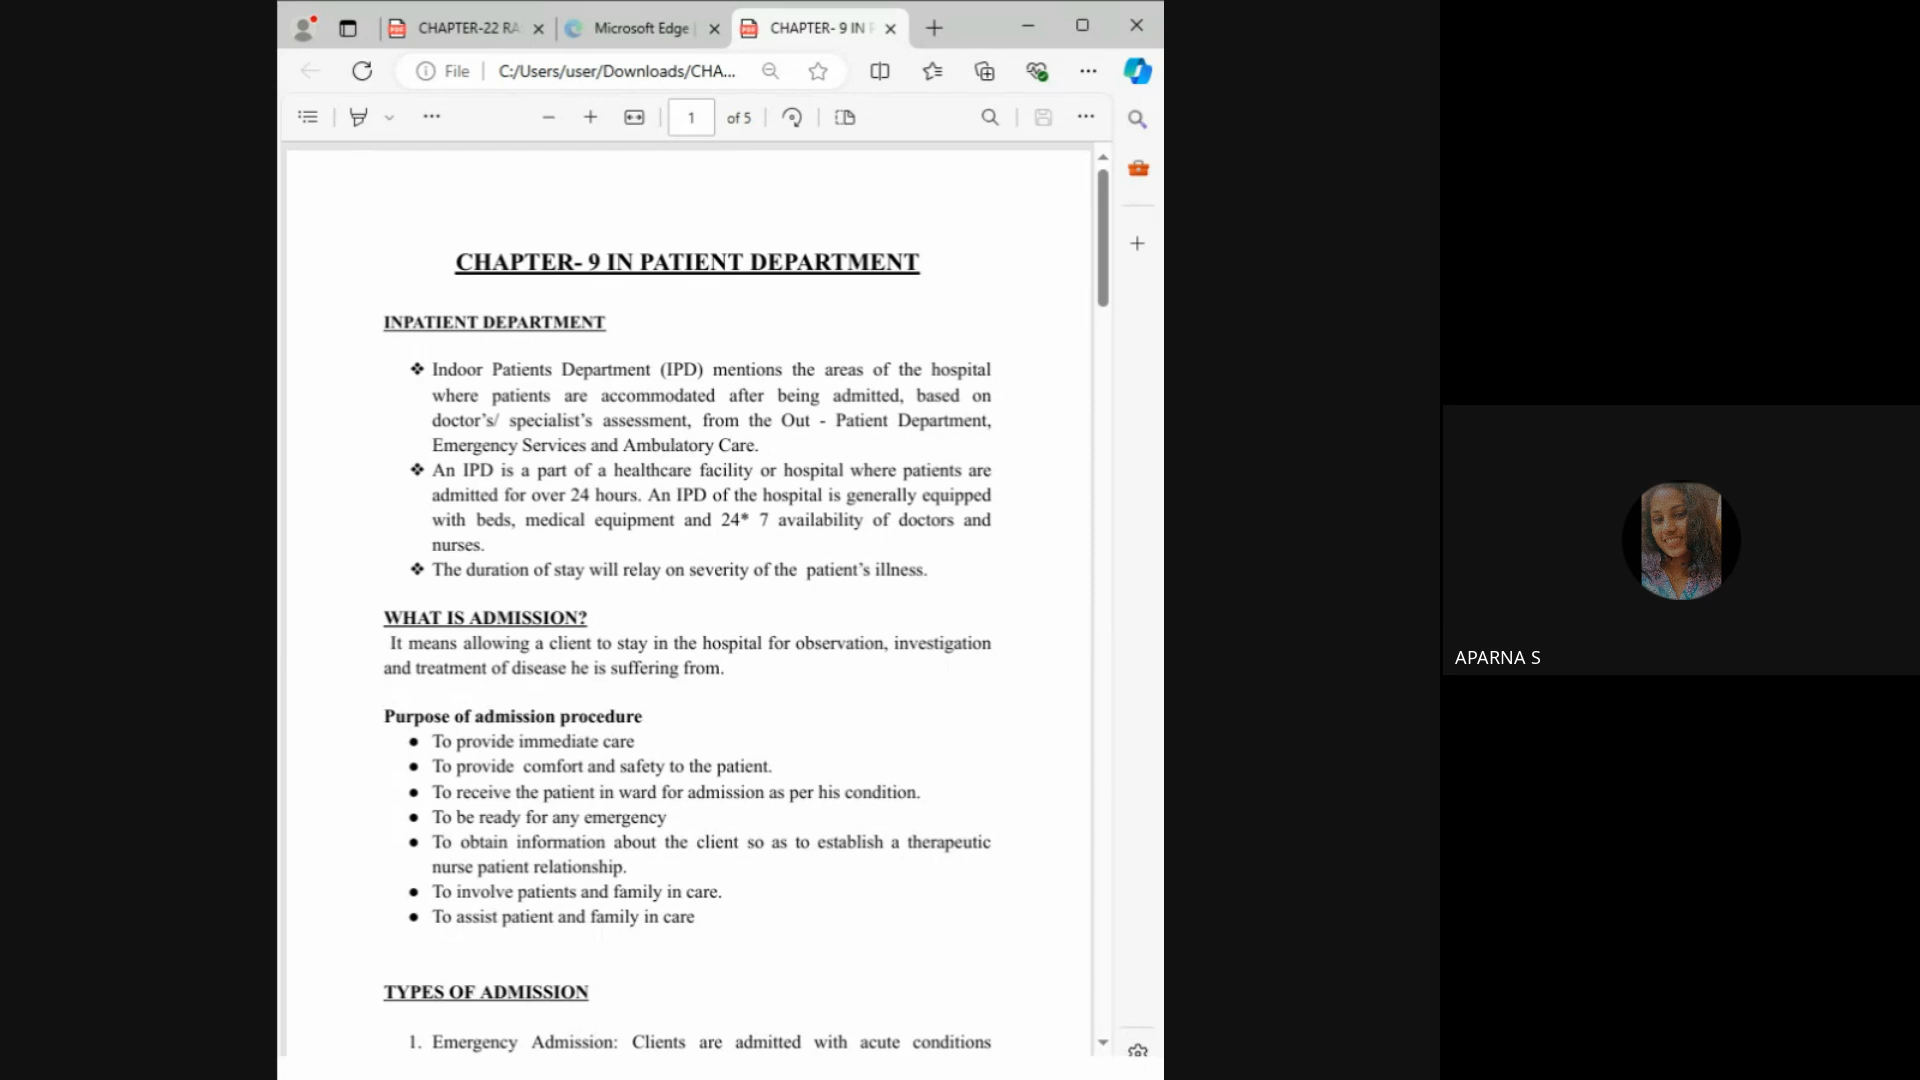 CHAPTER-22 RA
Microsoft Edge
CHAPTER- 9 IN P
File
C:/Users/user/Downloads/CHA...
1
of 5
CHAPTER- 9 IN PATIENT DEPARTMENT
INPATIENT DEPARTMENT
❖ Indoor Patients Department (IPD) mentions the areas of the hospital
where patients are accommodated after being admitted, based on
doctor's/ specialist's assessment, from the Out - Patient Department,
Emergency Services and Ambulatory Care.
❖ An IPD is a part of a healthcare facility or hospital where patients are
admitted for over 24 hours. An IPD of the hospital is generally equipped
with beds, medical equipment and 24* 7 availability of doctors and
nurses.
❖ The duration of stay will relay on severity of the patient's illness.
WHAT IS ADMISSION?
It means allowing a client to stay in the hospital for observation, investigation
and treatment of disease he is suffering from.
Purpose of admission procedure
● To provide immediate care
● To provide comfort and safety to the patient.
● To receive the patient in ward for admission as per his condition.
● To be ready for any emergency
● To obtain information about the client so as to establish a therapeutic
nurse patient relationship.
● To involve patients and family in care.
● To assist patient and family in care
TYPES OF ADMISSION
1. Emergency Admission: Clients are admitted with acute conditions
APARNA S